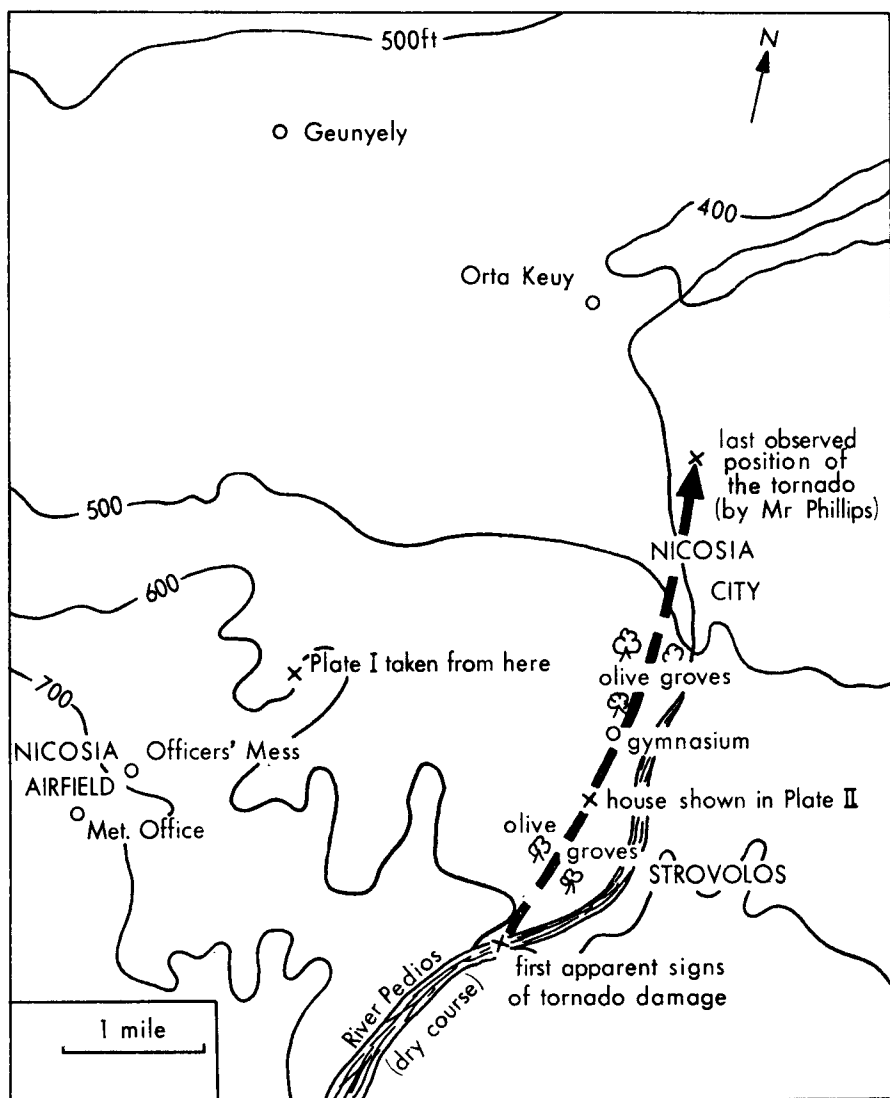 500ft
N
Geunyely
400
Orta Keuy
last observed
position of
the tornado
(by Mr Phillips)
500
NICOSIA
CITY
600
Plate I taken from here
olive groves
700
NICOSIA
AIRFIELD
Officers' Mess
gymnasium
house shown in Plate II
Met. Office
olive
groves
STROVOLOS
first apparent signs
of tornado damage
River Pedios
(dry course)
1 mile